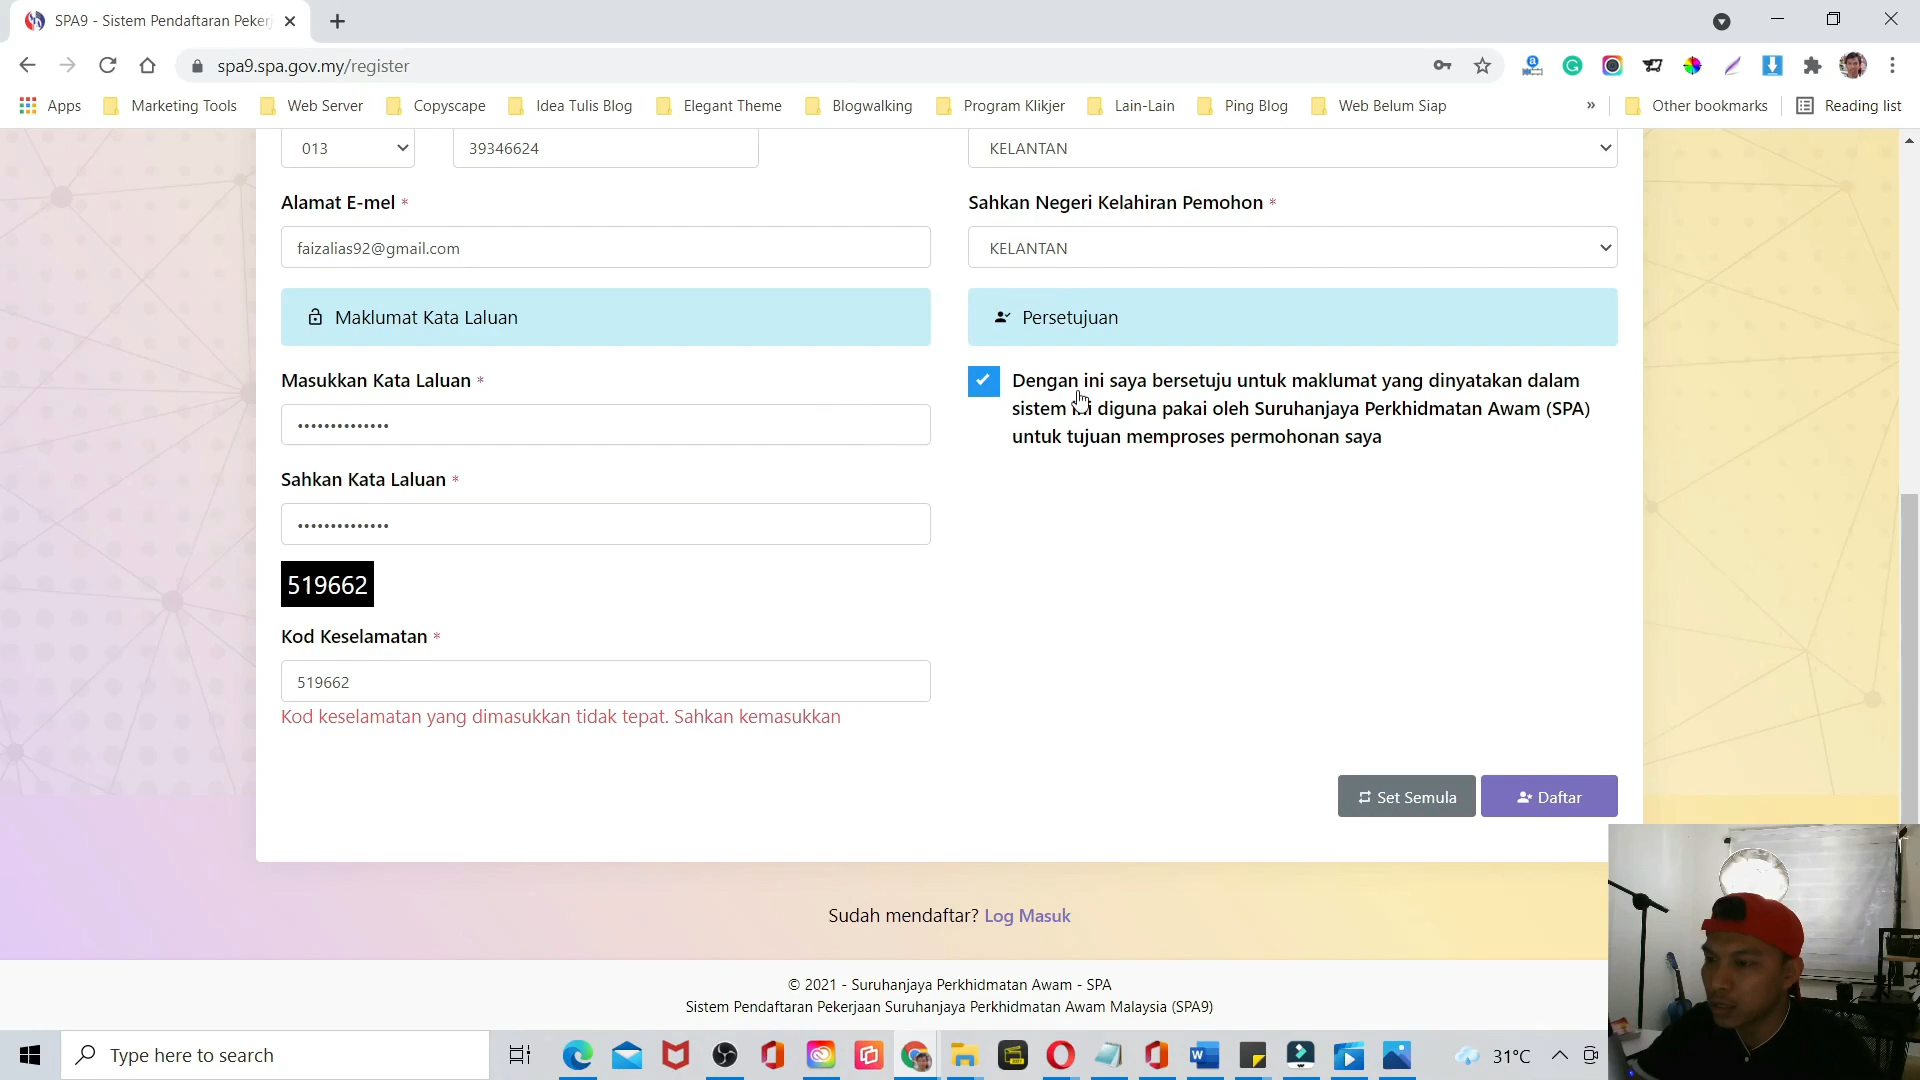 SPA9 - Sistem Pendaftaran Peker
spa9.spa.gov.my/register
Apps
Marketing Tools
Web Server
Copyscape
Idea Tulis Blog
Elegant Theme
Blogwalking
Program Klikjer
Lain-Lain
Ping Blog
Web Belum Siap
»
Other bookmarks
Reading list
013
39346624
KELANTAN
Alamat E-mel *
faizalias92@gmail.com
Sahkan Negeri Kelahiran Pemohon *
KELANTAN
Maklumat Kata Laluan
Persetujuan
Masukkan Kata Laluan *
••••••••••••••
Dengan ini saya bersetuju untuk maklumat yang dinyatakan dalam
sistem ini diguna pakai oleh Suruhanjaya Perkhidmatan Awam (SPA)
untuk tujuan memproses permohonan saya
Sahkan Kata Laluan *
••••••••••••••
519662
Kod Keselamatan *
519662
Kod keselamatan yang dimasukkan tidak tepat. Sahkan kemasukkan
Set Semula
Daftar
Sudah mendaftar? Log Masuk
© 2021 - Suruhanjaya Perkhidmatan Awam - SPA
Sistem Pendaftaran Pekerjaan Suruhanjaya Perkhidmatan Awam Malaysia (SPA9)
Type here to search
31°C